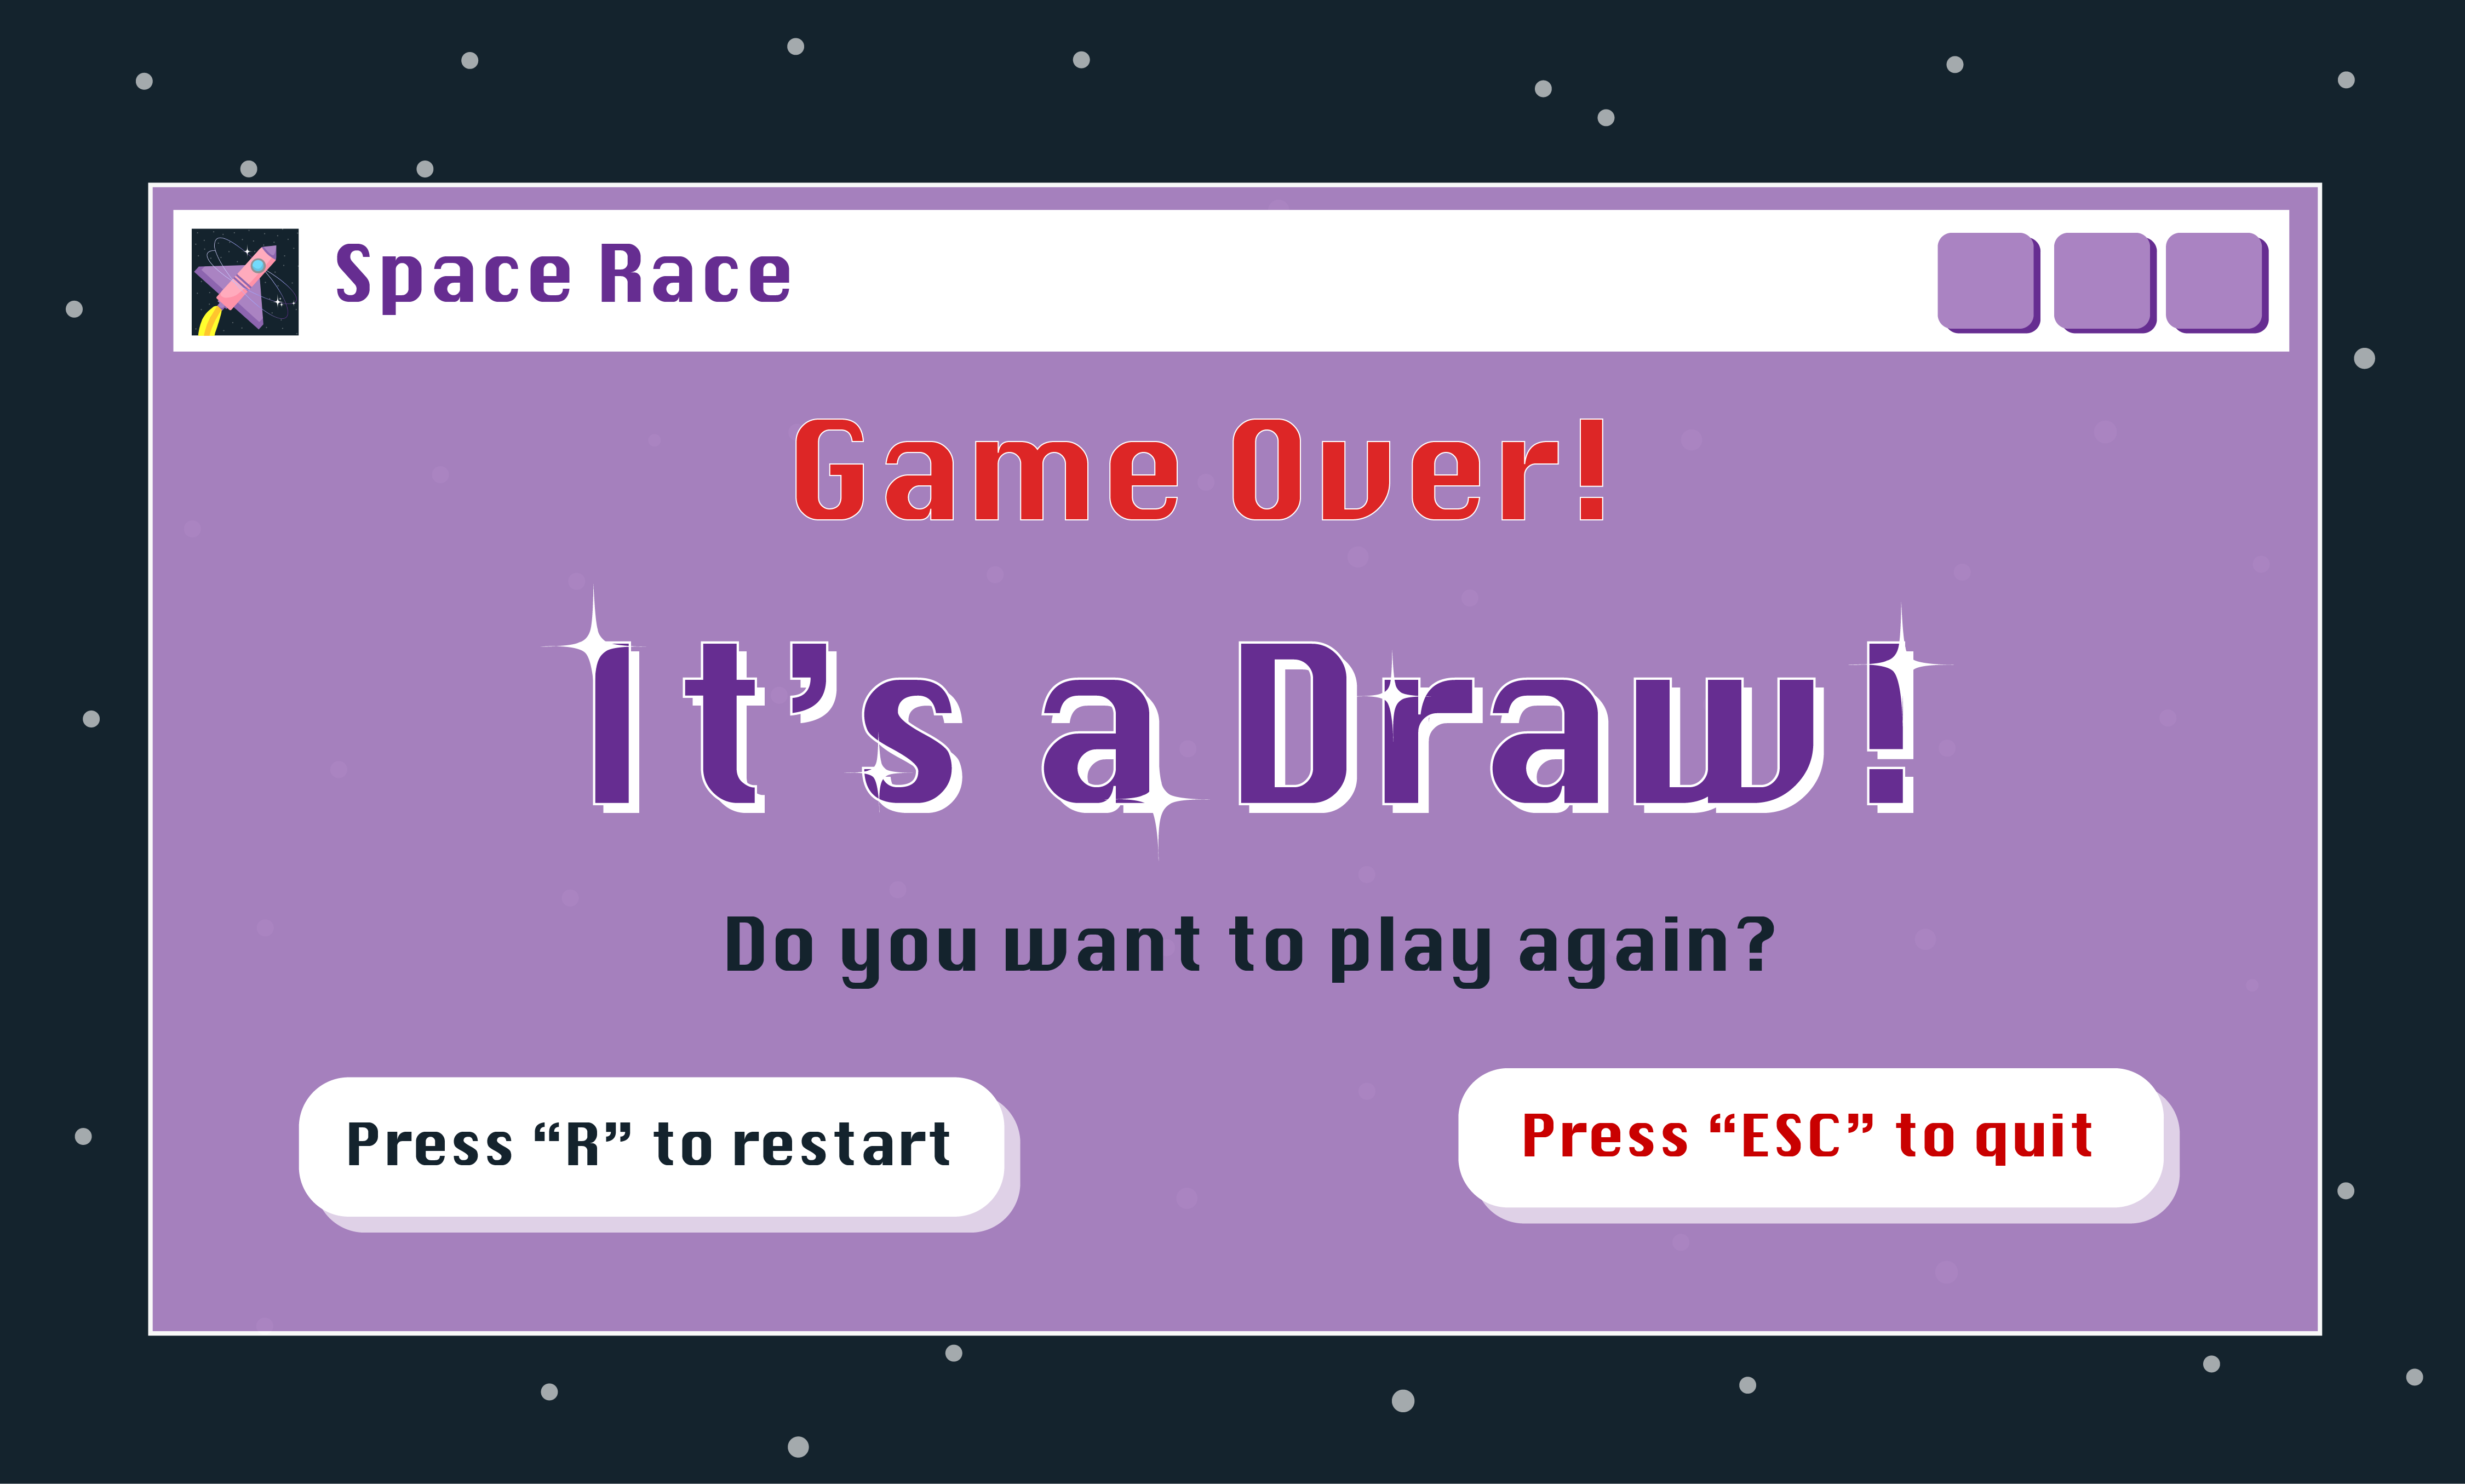 Space Race
Game Over!
It’s a Draw!
Do you want to play again?
Press “R” to restart
Press “ESC” to quit